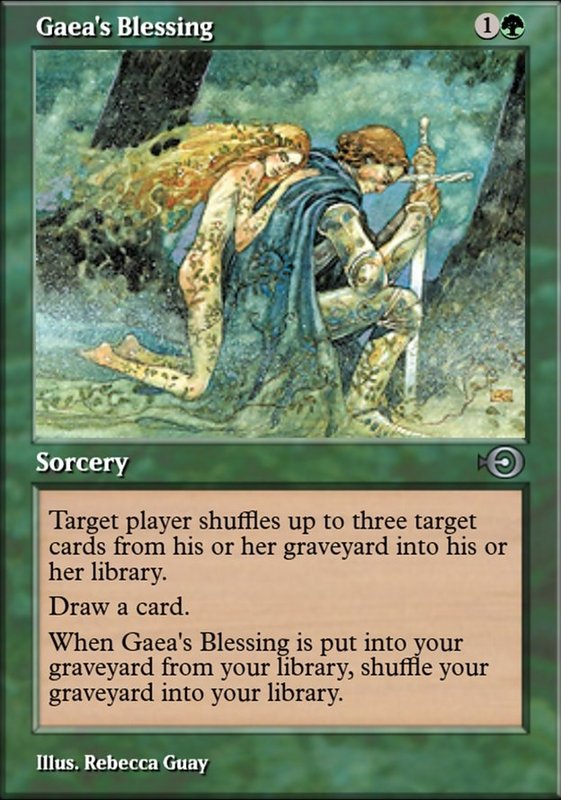 Gaea's Blessing 1
Sorcery
Target player shuffles up to three target
cards from his or her graveyard into his or
her library.
Draw a card.
When Gaea's Blessing is put into your
graveyard from your library, shuffle your
graveyard into your library.
Illus. Rebecca Guay